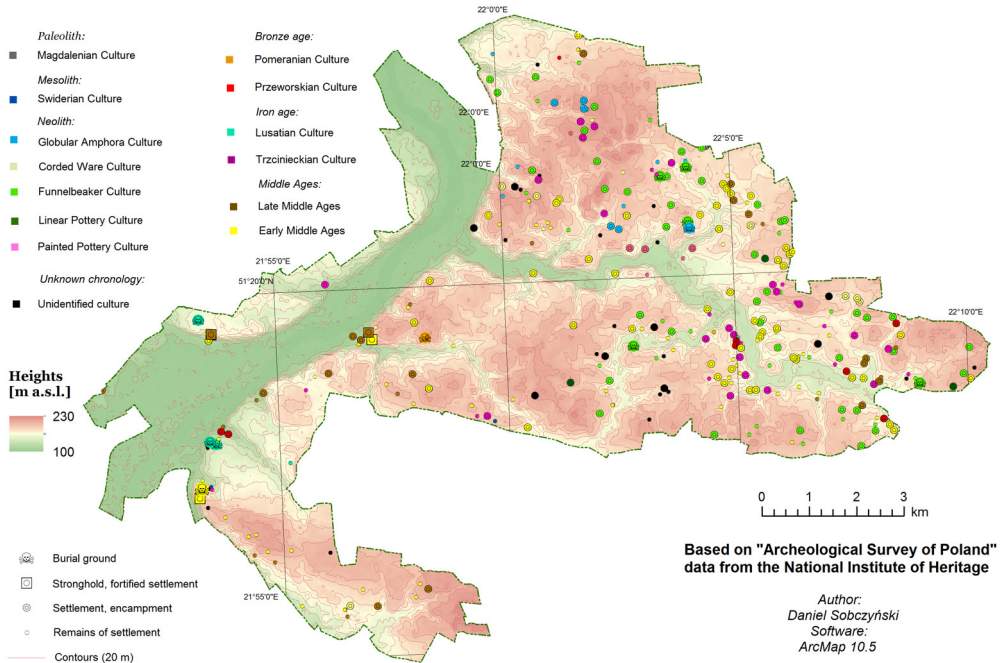 Paleolith:
Magdalenian Culture
Mesolith:
Swiderian Culture
Neolith:
Globular Amphora Culture
Corded Ware Culture
Funnelbeaker Culture
Linear Pottery Culture
Painted Pottery Culture
Unknown chronology:
Unidentified culture
Bronze age:
Pomeranian Culture
Przeworskian Culture
Iron age:
Lusatian Culture
Trzcinieckian Culture
Middle Ages:
Late Middle Ages
Early Middle Ages
22°0'0"E
22°0'0"E
22°0'0"E
22°5'0"E
21°55'0"E
51°20'0"N
22°10'0"E
21°55'0"E
Heights
[m a.s.l.]
230
100
Burial ground
Stronghold, fortified settlement
Settlement, encampment
Remains of settlement
Contours (20 m)
0 1 2 3
km
Based on "Archeological Survey of Poland"
data from the National Institute of Heritage
Author:
Daniel Sobczyński
Software:
ArcMap 10.5